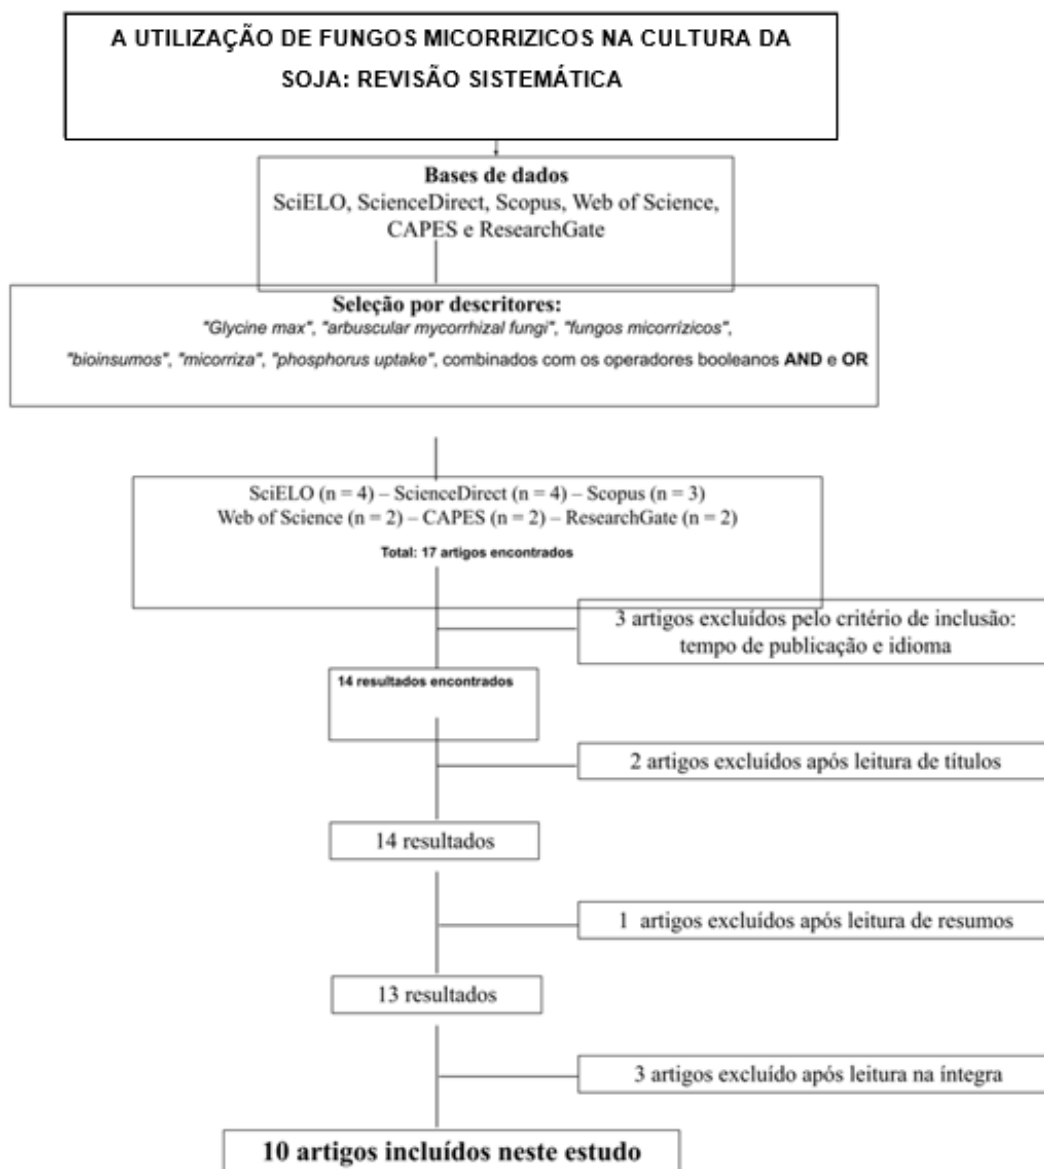 A UTILIZAÇÃO DE FUNGOS MICORRIZICOS NA CULTURA DA
SOJA: REVISÃO SISTEMÁTICA
Bases de dados
SciELO, ScienceDirect, Scopus, Web of Science,
CAPES e ResearchGate
Seleção por descritores:
"Glycine max", "arbuscular mycorrhizal fungi", "fungos micorrízicos",
"bioinsumos", "micorriza", "phosphorus uptake", combinados com os operadores booleanos AND e OR
SciELO (n = 4) – ScienceDirect (n = 4) – Scopus (n = 3)
Web of Science (n = 2) – CAPES (n = 2) – ResearchGate (n = 2)
Total: 17 artigos encontrados
3 artigos excluídos pelo critério de inclusão:
tempo de publicação e idioma
14 resultados encontrados
2 artigos excluídos após leitura de títulos
14 resultados
1 artigos excluídos após leitura de resumos
13 resultados
3 artigos excluído após leitura na íntegra
10 artigos incluídos neste estudo